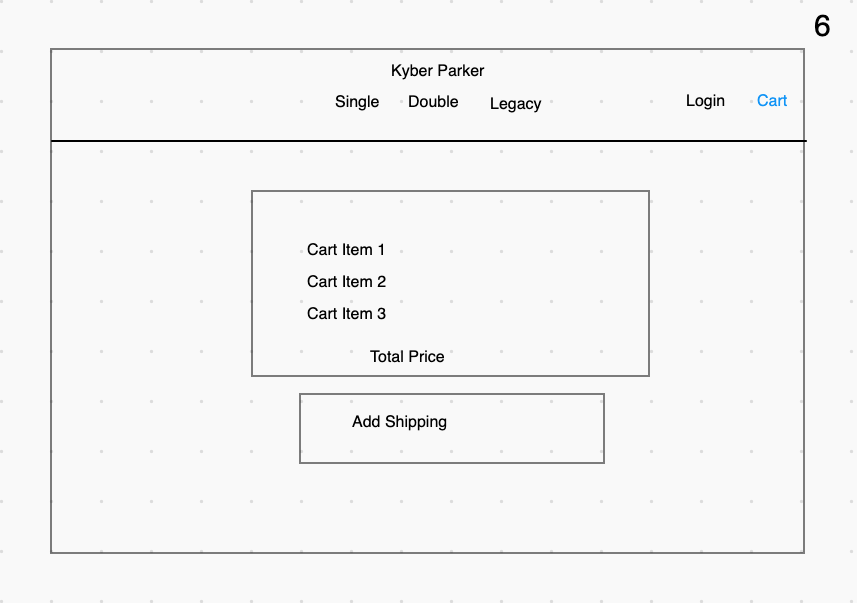 6
Kyber Parker
Single Double Legacy Login Cart
Cart Item 1
Cart Item 2
Cart Item 3
Total Price
Add Shipping